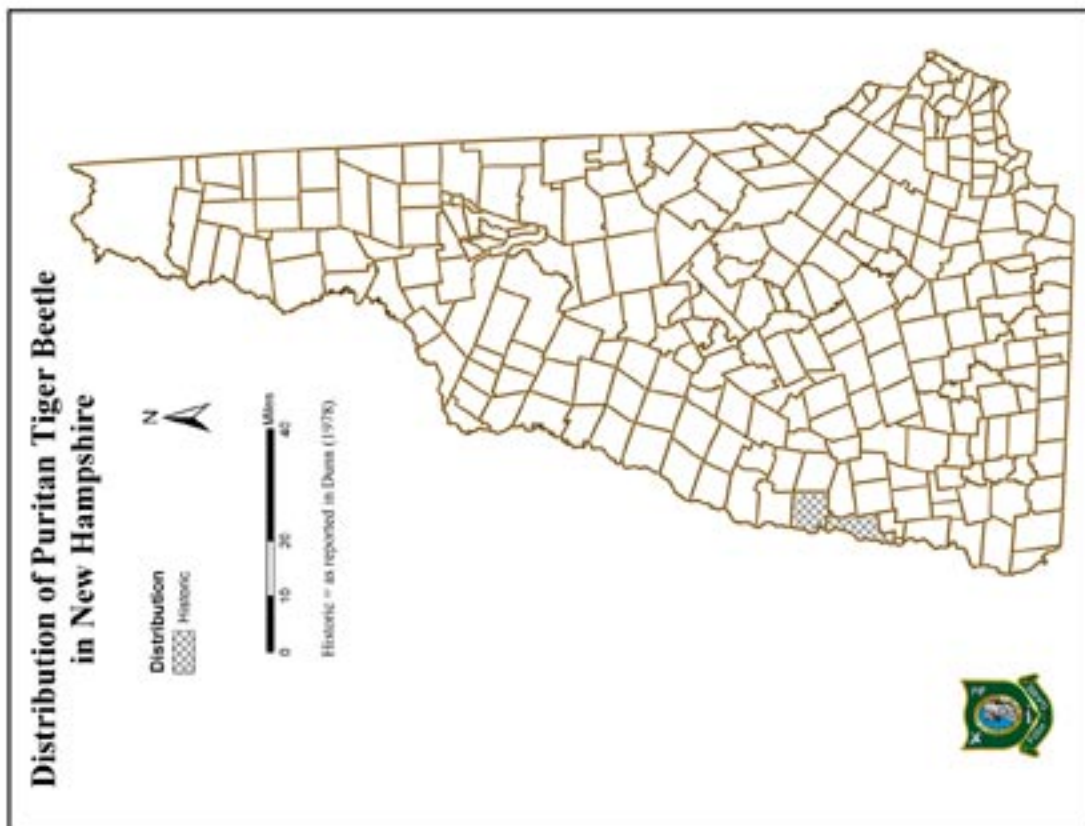 Distribution of Puritan Tiger Beetle
in New Hampshire
N
Distribution
Historic
0 10 20 40
Miles
Historic = as reported in Dunn (1978)